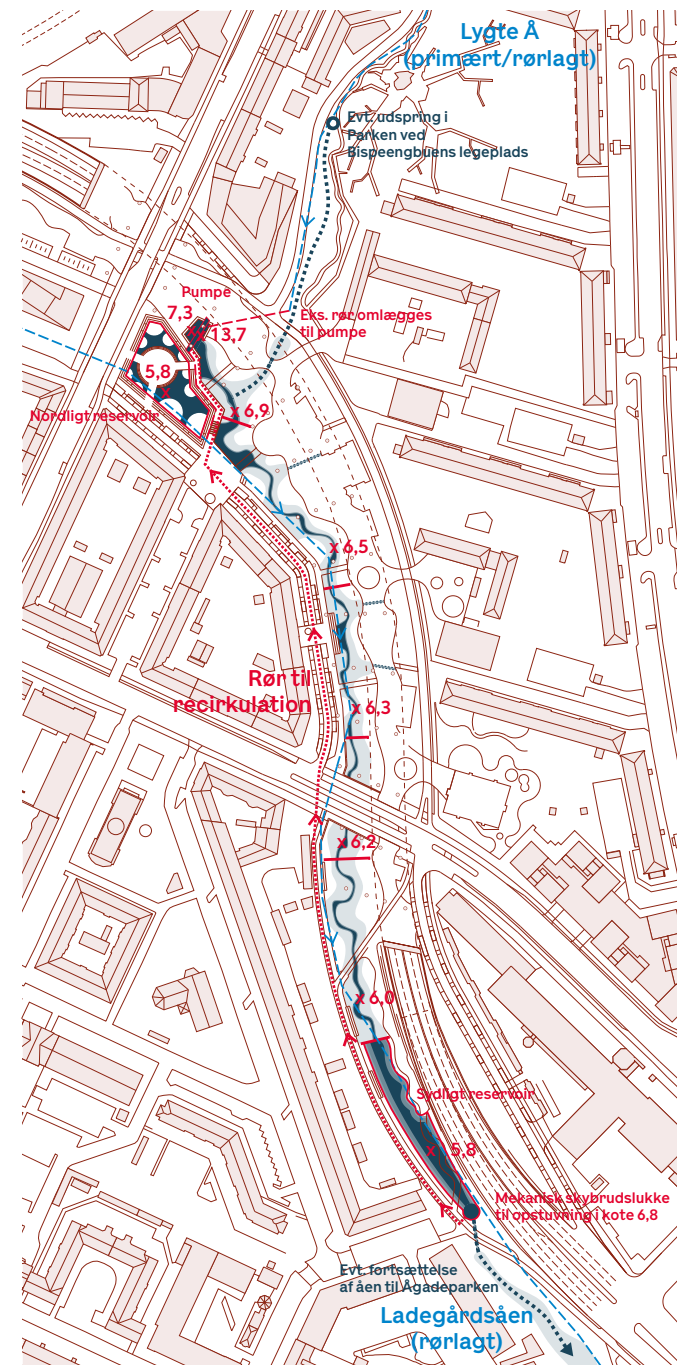 Lygte Å
(primært/rørlagt)
Evt. udspring i
Parken ved
Bispeengbuens legeplads
Pumpe
7,3
Eks. rør omlægges
til pumpe
x 13,7
5,8
x
Nordligt reservoir
x 6,9
x 6,5
Rør til
recirkulation
x 6,3
x 6,2
x 6,0
Sydligt reservoir
x 5,8
Mekanisk skybrudslukke
til opstuvning i kote 6,8
Evt. fortsættelse
af åen til Ågadeparken
Ladegårdsåen
(rørlagt)